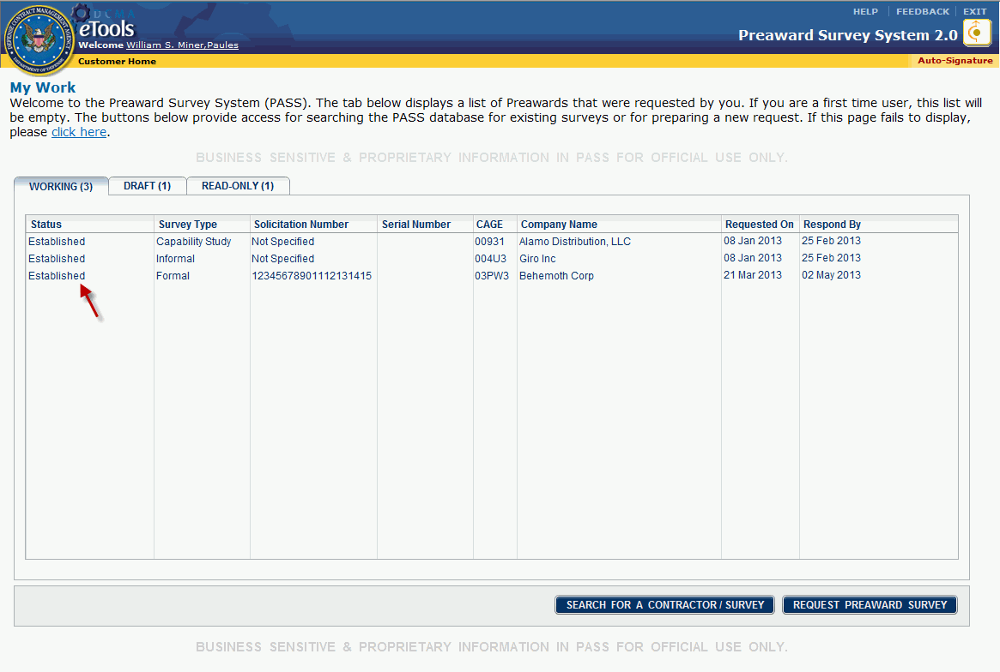 HELP | FEEDBACK | EXIT
DCMA
eTools
Preaward Survey System 2.0
Welcome William S. Miner,Paules
DEFENSE CONTRACT MANAGEMENT AGENCY
DEPARTMENT OF DEFENSE
Customer Home
Auto-Signature
My Work
Welcome to the Preaward Survey System (PASS). The tab below displays a list of Preawards that were requested by you. If you are a first time user, this list will
be empty. The buttons below provide access for searching the PASS database for existing surveys or for preparing a new request. If this page fails to display,
please click here.
BUSINESS SENSITIVE & PROPRIETARY INFORMATION IN PASS FOR OFFICIAL USE ONLY.
WORKING (3) DRAFT (1) READ-ONLY (1)
Status Survey Type Solicitation Number Serial Number CAGE Company Name Requested On Respond By
Established Capability Study Not Specified 00931 Alamo Distribution, LLC 08 Jan 2013 25 Feb 2013
Established Informal Not Specified 004U3 Giro Inc 08 Jan 2013 25 Feb 2013
Established Formal 12345678901112131415 03PW3 Behemoth Corp 21 Mar 2013 02 May 2013
SEARCH FOR A CONTRACTOR / SURVEY REQUEST PREAWARD SURVEY
BUSINESS SENSITIVE & PROPRIETARY INFORMATION IN PASS FOR OFFICIAL USE ONLY.